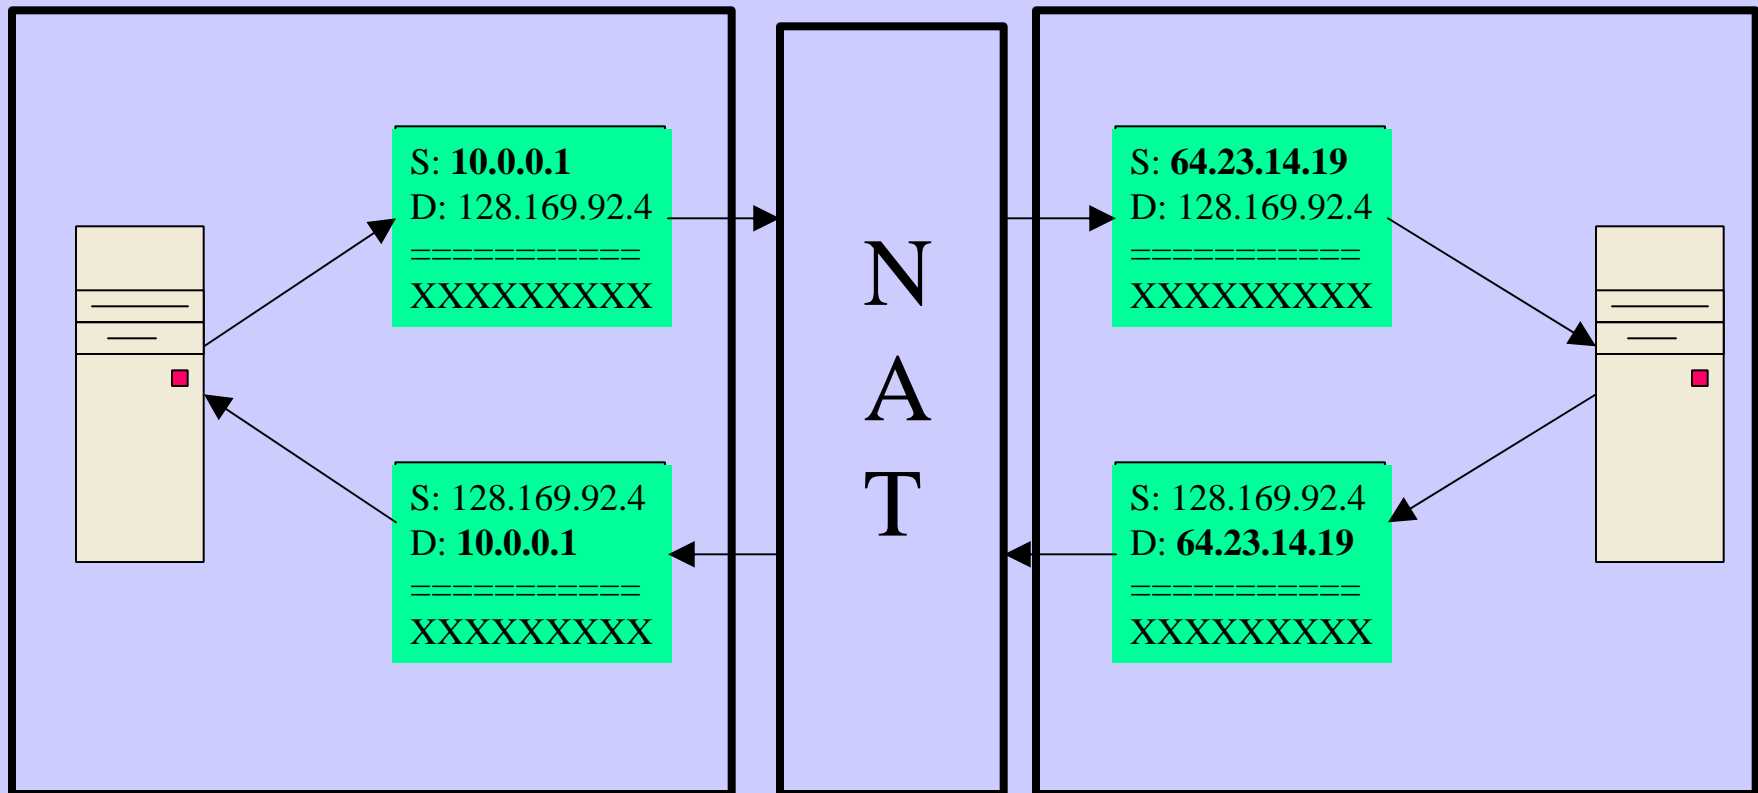 S: 10.0.0.1
D: 128.169.92.4
===========
XXXXXXXXX
S: 128.169.92.4
D: 10.0.0.1
===========
XXXXXXXXX
N
A
T
S: 64.23.14.19
D: 128.169.92.4
===========
XXXXXXXXX
S: 128.169.92.4
D: 64.23.14.19
===========
XXXXXXXXX